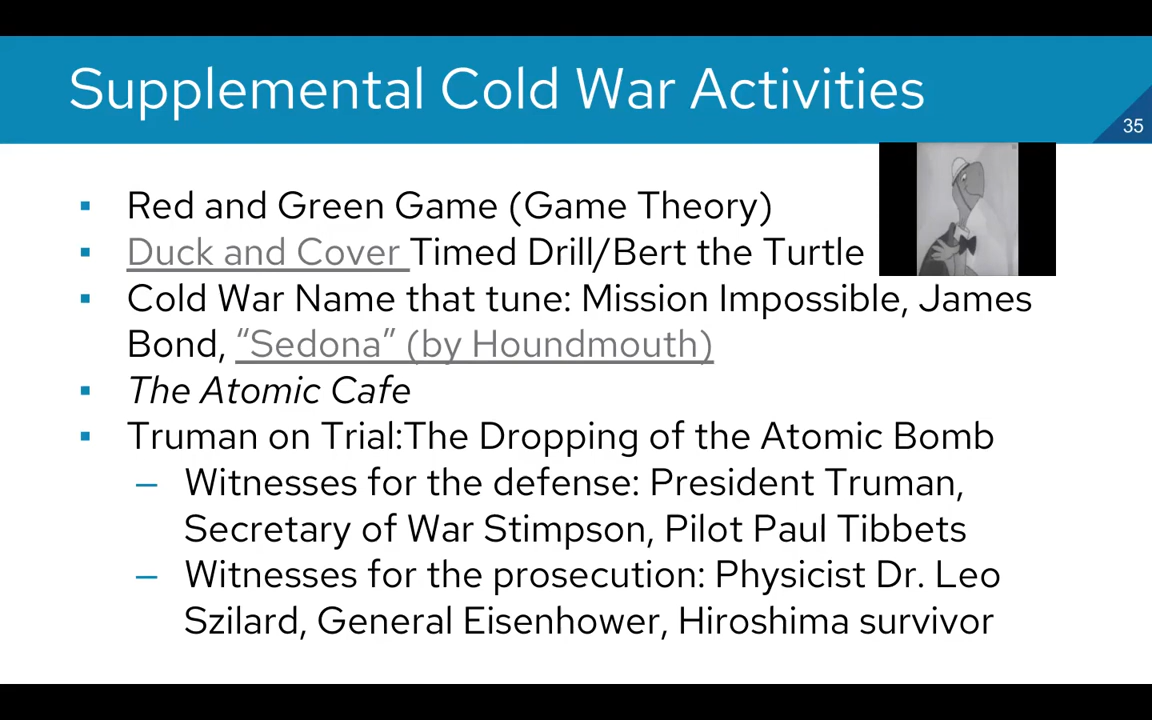 Supplemental Cold War Activities
35
▪ Red and Green Game (Game Theory)
▪ Duck and Cover Timed Drill/Bert the Turtle
▪ Cold War Name that tune: Mission Impossible, James
Bond, “Sedona” (by Houndmouth)
▪ The Atomic Cafe
▪ Truman on Trial:The Dropping of the Atomic Bomb
– Witnesses for the defense: President Truman,
Secretary of War Stimpson, Pilot Paul Tibbets
– Witnesses for the prosecution: Physicist Dr. Leo
Szilard, General Eisenhower, Hiroshima survivor